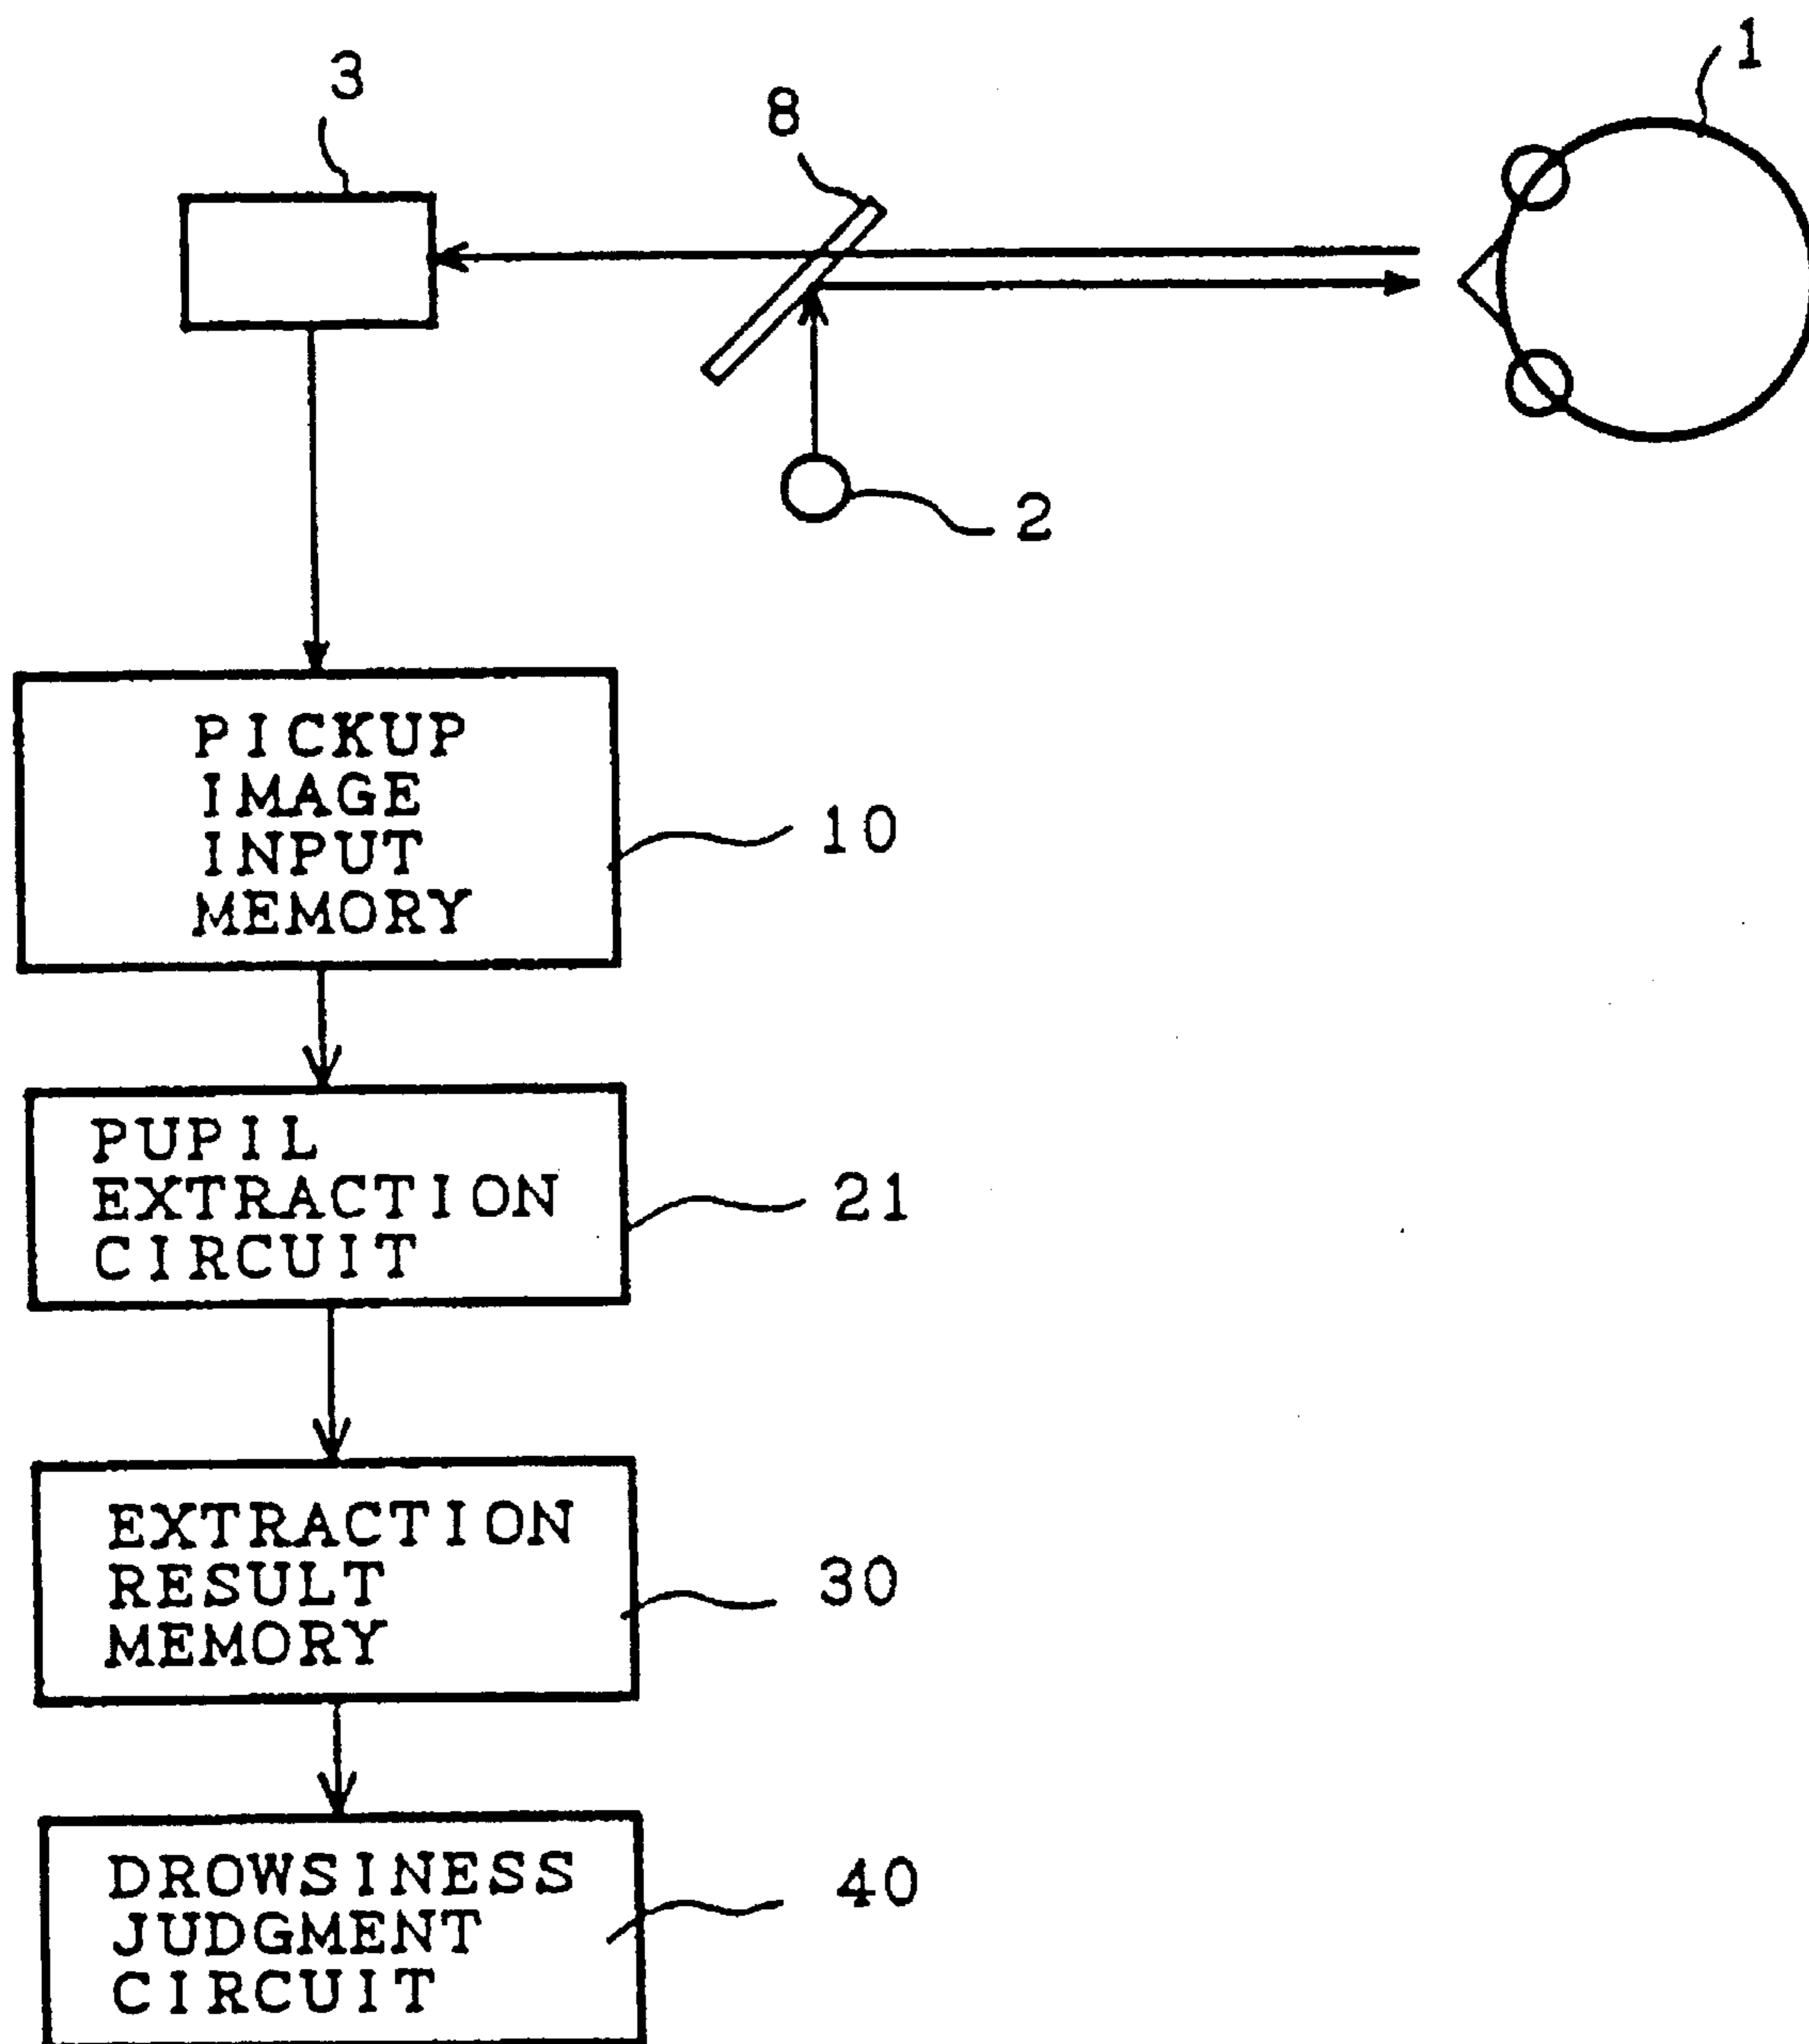 1
3
8
2
PICKUP
IMAGE
INPUT
MEMORY
10
PUPIL
EXTRACTION
CIRCUIT
21
EXTRACTION
RESULT
MEMORY
30
DROWSINESS
JUDGMENT
CIRCUIT
40